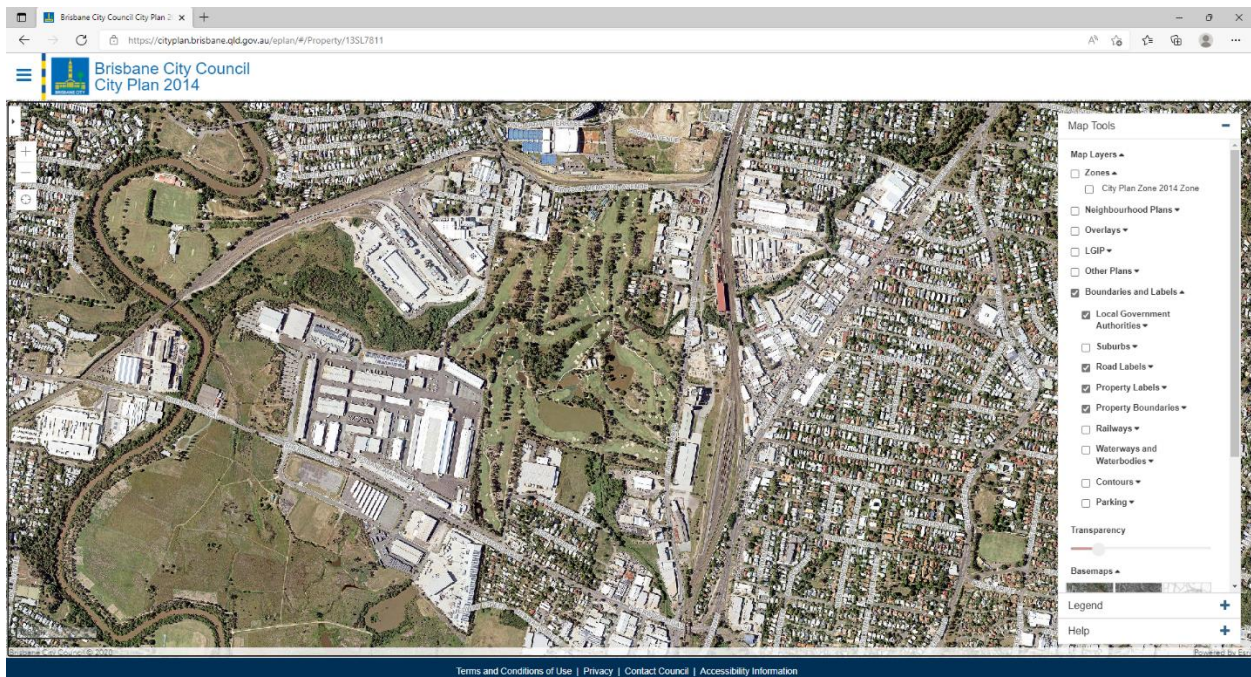 Brisbane City Council City Plan 2
https://cityplan.brisbane.qld.gov.au/eplan/#/Property/13SL7811
Brisbane City Council
City Plan 2014
BRISBANE CITY
Map Tools
Map Layers
Zones
City Plan Zone 2014 Zone
Neighbourhood Plans
Overlays
LGIP
Other Plans
Boundaries and Labels
Local Government
Authorities
Suburbs
Road Labels
Property Labels
Property Boundaries
Railways
Waterways and
Waterbodies
Contours
Parking
Transparency
Basemaps
Legend
Help
Brisbane City Council © 2020
Powered by Esri
Terms and Conditions of Use | Privacy | Contact Council | Accessibility Information